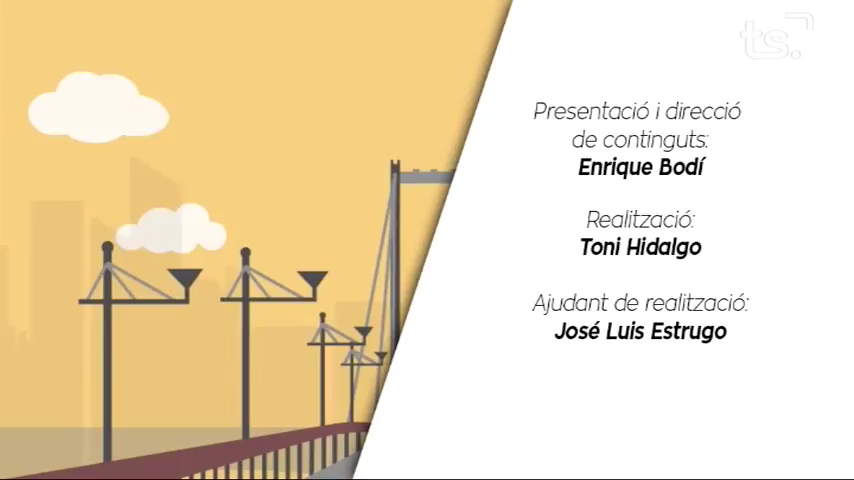 ts.
Presentació i direcció
de continguts:
Enrique Bodí
Realització:
Toni Hidalgo
Ajudant de realització:
José Luis Estrugo